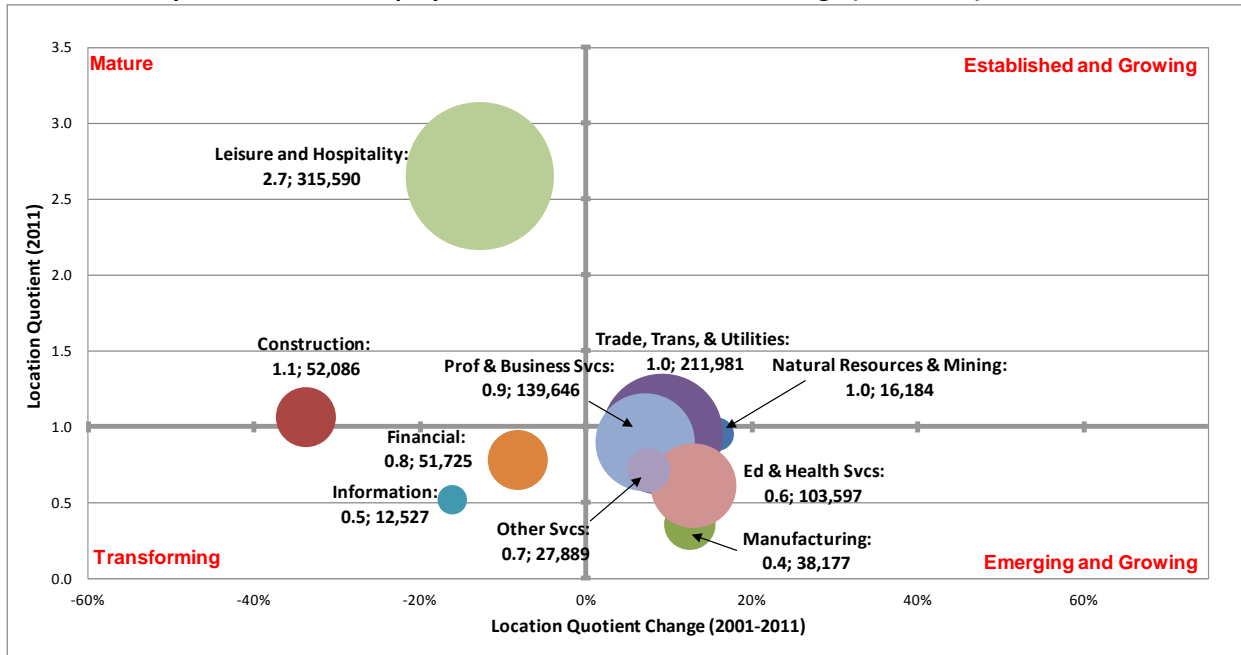 3.5
Mature
Established and Growing
3.0
Leisure and Hospitality:
2.7; 315,590
2.5
2.0
Location Quotient (2011)
1.5
Construction:
1.1; 52,086
Trade, Trans, & Utilities:
1.0; 211,981
Prof & Business Svcs:
0.9; 139,646
Natural Resources & Mining:
1.0; 16,184
1.0
Financial:
0.8; 51,725
Information:
0.5; 12,527
Ed & Health Svcs:
0.6; 103,597
0.5
Other Svcs:
0.7; 27,889
Manufacturing:
0.4; 38,177
Transforming
Emerging and Growing
0.0
-60% -40% -20% 0% 20% 40% 60%
Location Quotient Change (2001-2011)